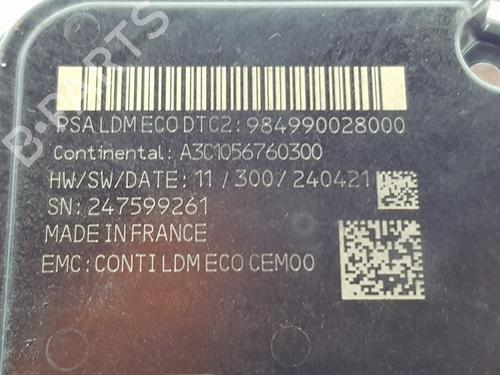 B-PARTS
PSA LDM ECO DTC2: 984990028000
Continental: A3C1056760300
HW/SW/DATE: 11 / 300 / 240421
SN: 247599261
MADE IN FRANCE
EMC: CONTI LDM ECO CEM00